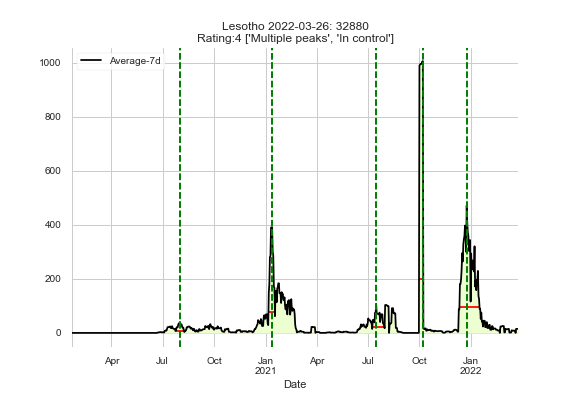 Lesotho 2022-03-26: 32880
Rating:4 ['Multiple peaks', 'In control']
Average-7d
1000
800
600
400
200
0
Apr Jul Oct Jan Apr Jul Oct Jan
2021 2022
Date